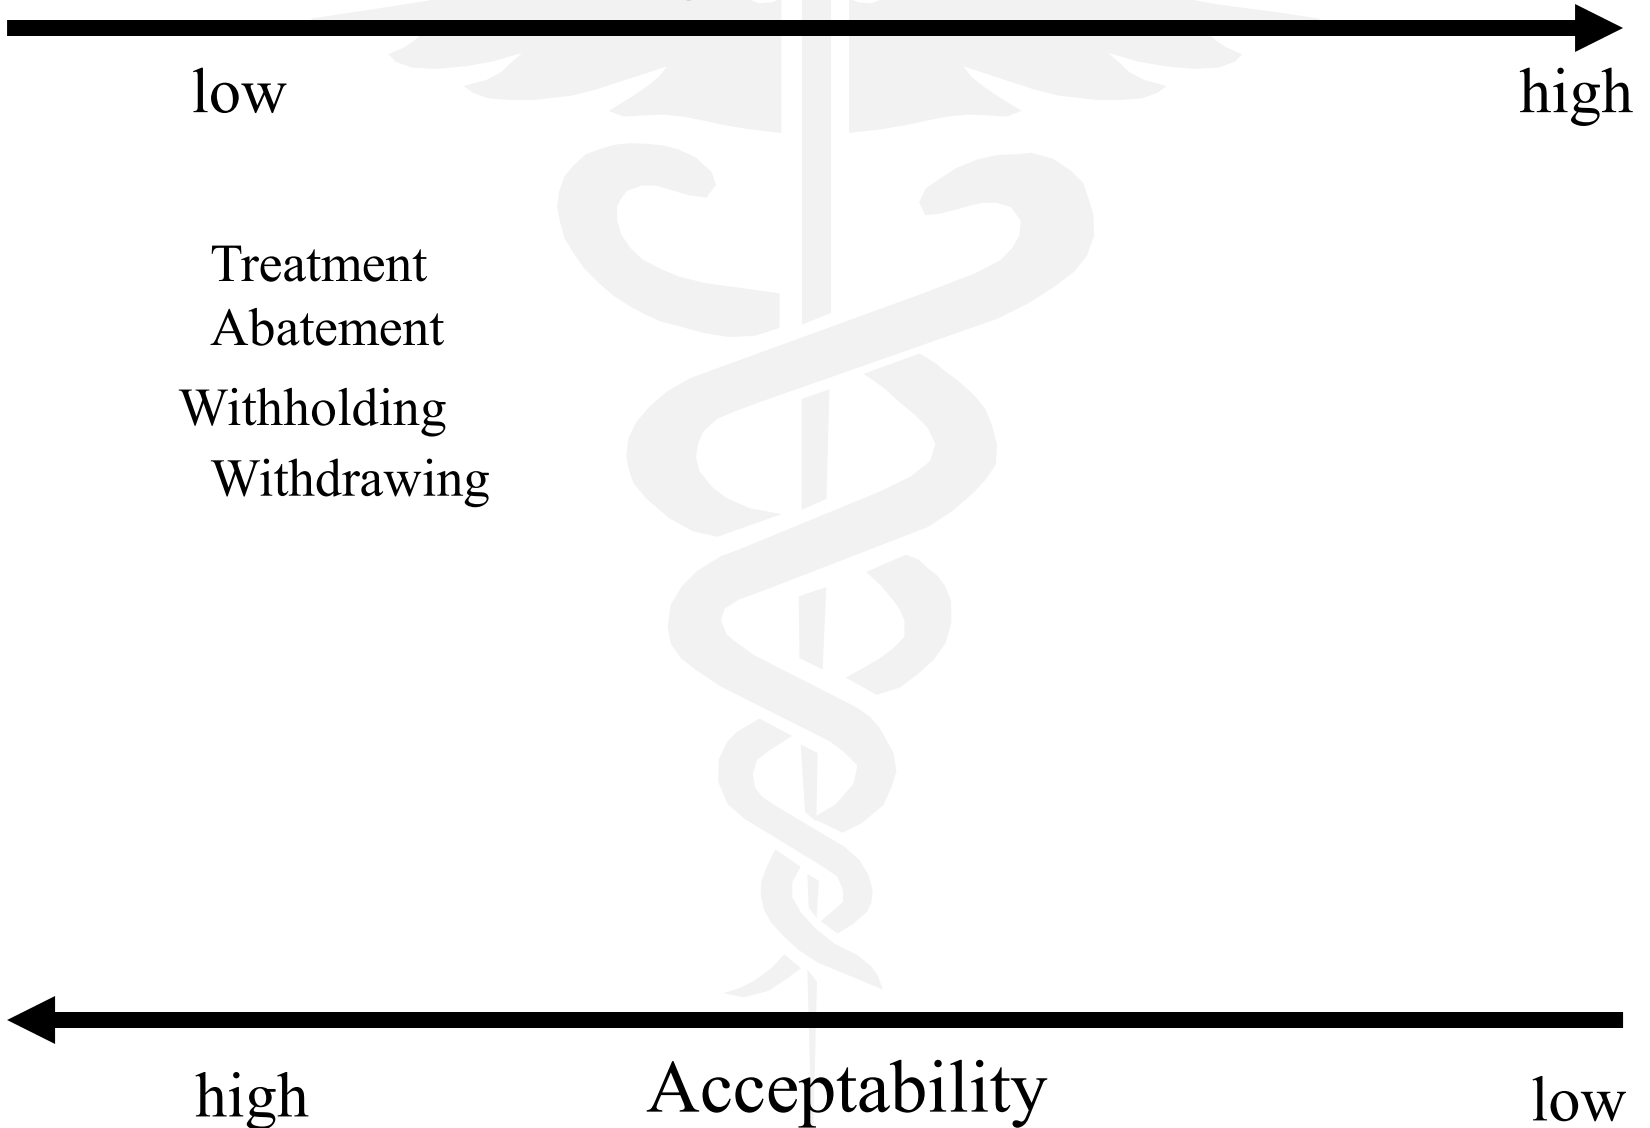 low high
Treatment
Abatement
Withholding
Withdrawing
high Acceptability low